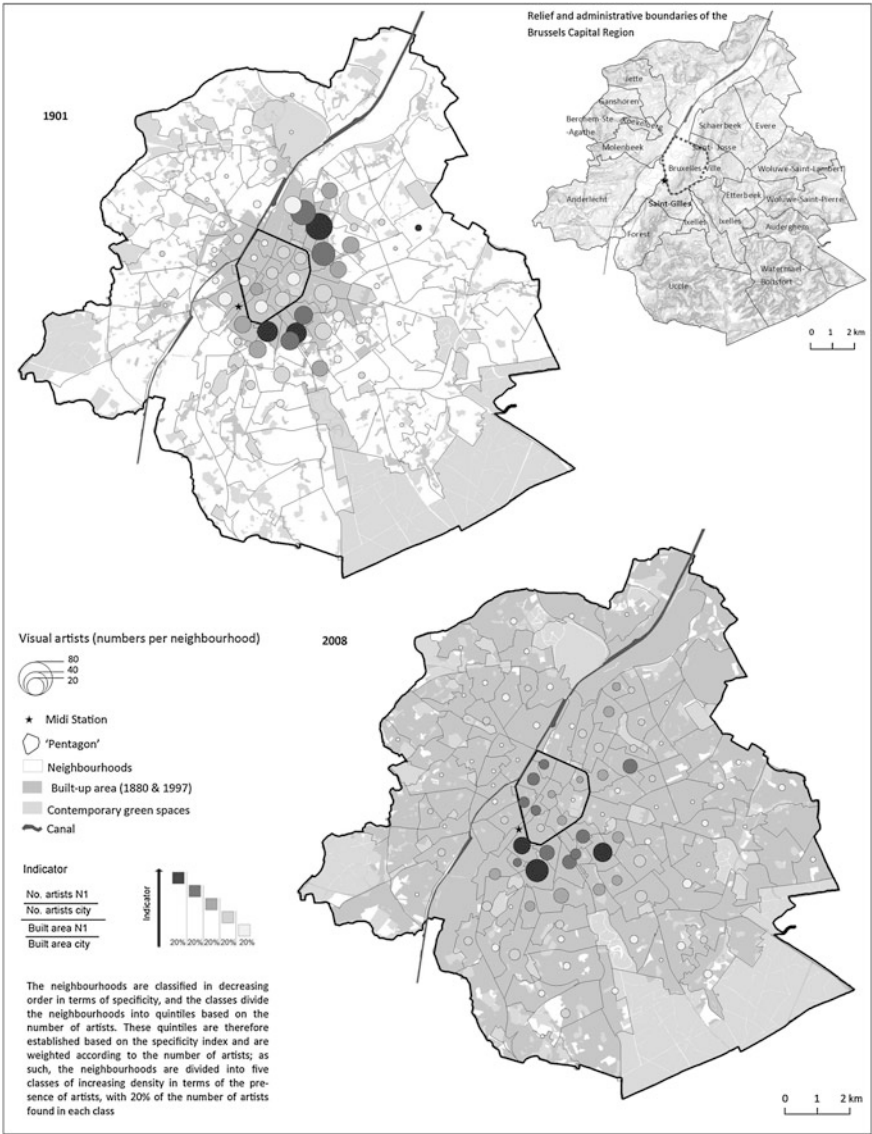 Relief and administrative boundaries of the
Brussels Capital Region
1901
Jette
Ganshoren
Berchem-Ste
-Agathe
Koekelberg
Molenbeek
Schaerbeek
Evere
Saint-Josse
Bruxelles-Ville
Woluwe-Saint-Lambert
Anderlecht
Saint-Gilles
Etterbeek
Woluwe-Saint-Pierre
Ixelles
Ixelles
Forest
Auderghem
Uccle
Watermael-
Boitsfort
0 1 2 km
Visual artists (numbers per neighbourhood)
80
40
20
Midi Station
'Pentagon'
Neighbourhoods
Built-up area (1880 & 1997)
Contemporary green spaces
Canal
2008
Indicator
No. artists N1
No. artists city
Built area N1
Built area city
Indicator
20% 20% 20% 20% 20%
The neighbourhoods are classified in decreasing
order in terms of specificity, and the classes divide
the neighbourhoods into quintiles based on the
number of artists. These quintiles are therefore
established based on the specificity index and are
weighted according to the number of artists; as
such, the neighbourhoods are divided into five
classes of increasing density in terms of the pre-
sence of artists, with 20% of the number of artists
found in each class
0 1 2 km